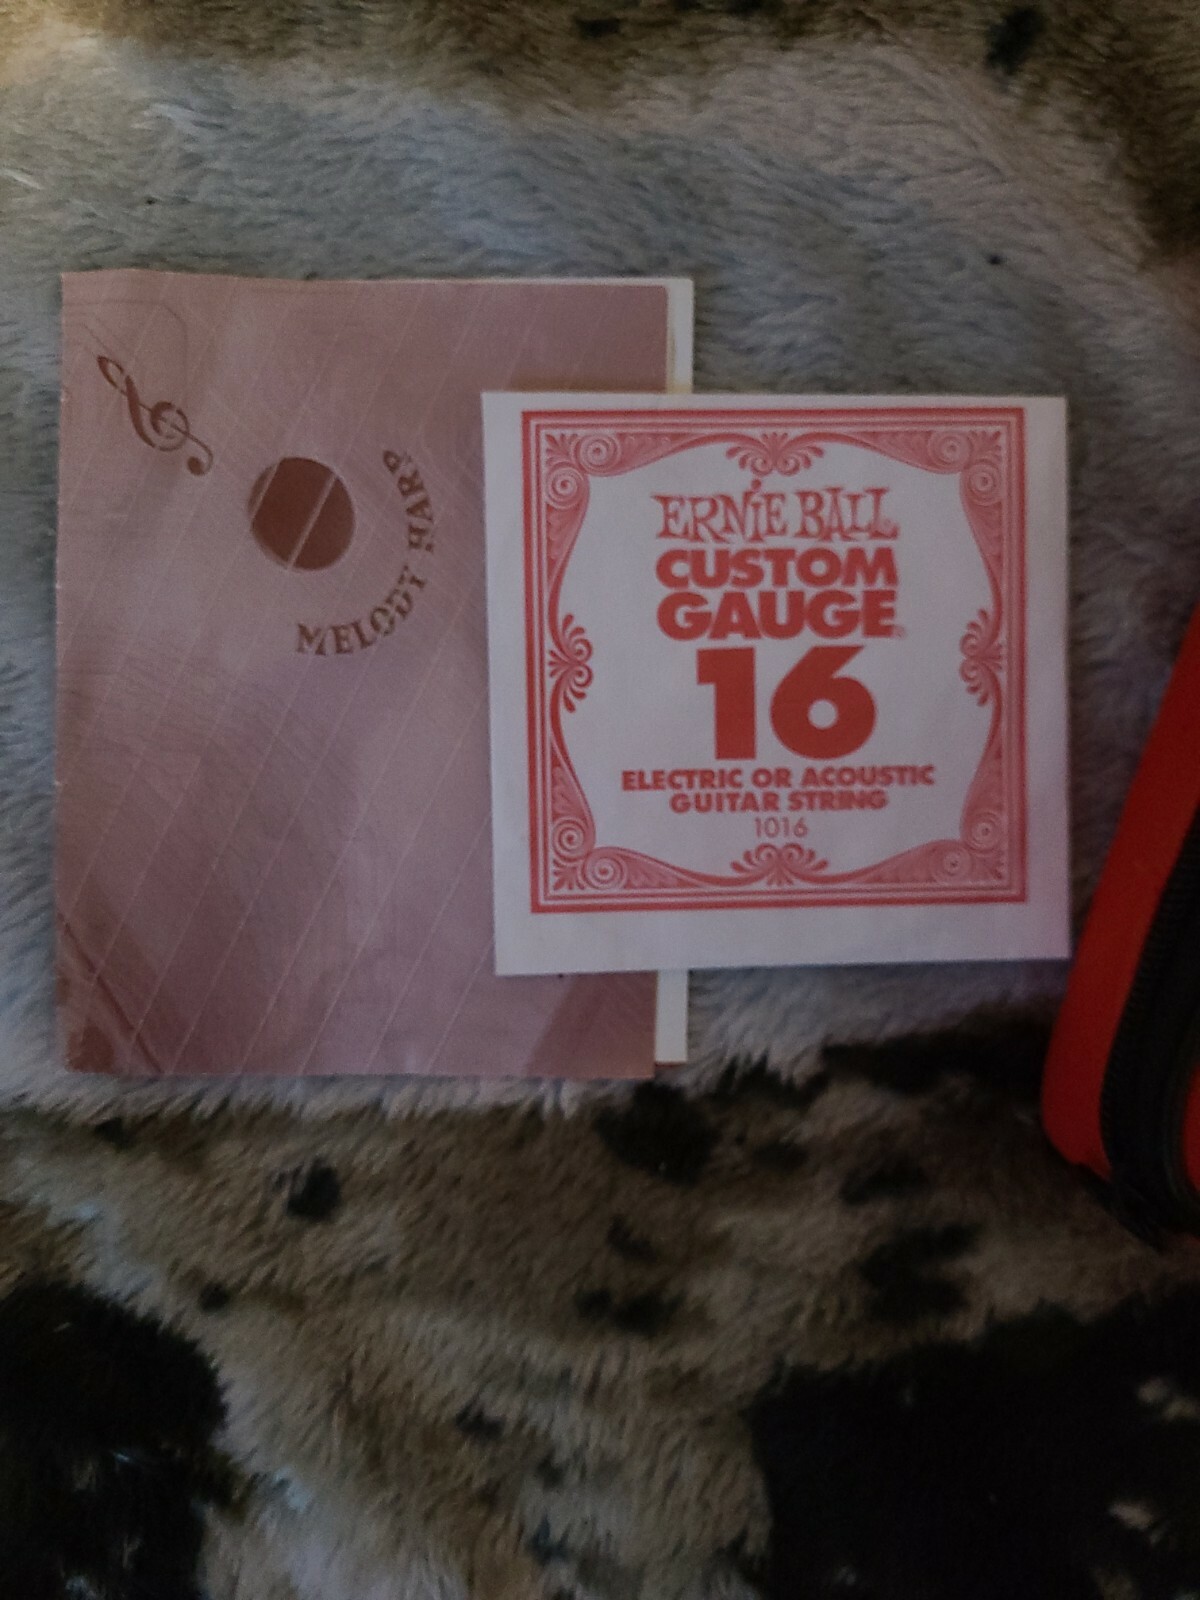 MELODY HARP
ERNIE BALL®
CUSTOM
GAUGE®
16
ELECTRIC OR ACOUSTIC
GUITAR STRING
1016